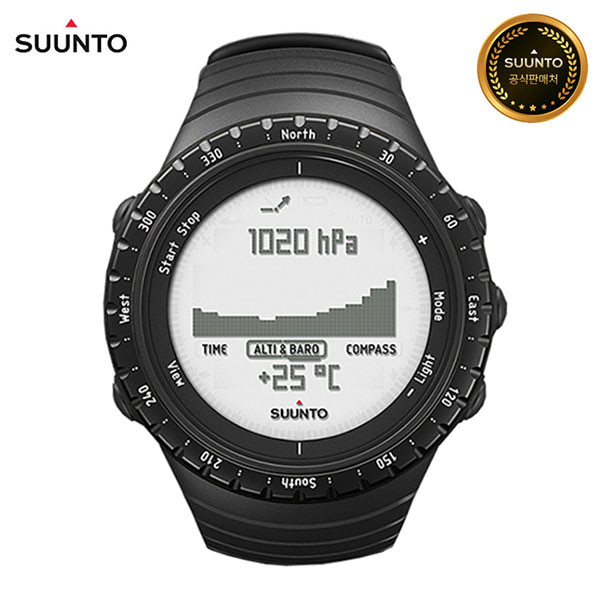 SUUNTO
SUUNTO
공식판매처
North
30
60
East
120
150
South
210
240
West
300
330
Start Stop
+
Mode
- Light
View
1020 hPa
TIME
ALTI & BARO
COMPASS
+25 °C
SUUNTO